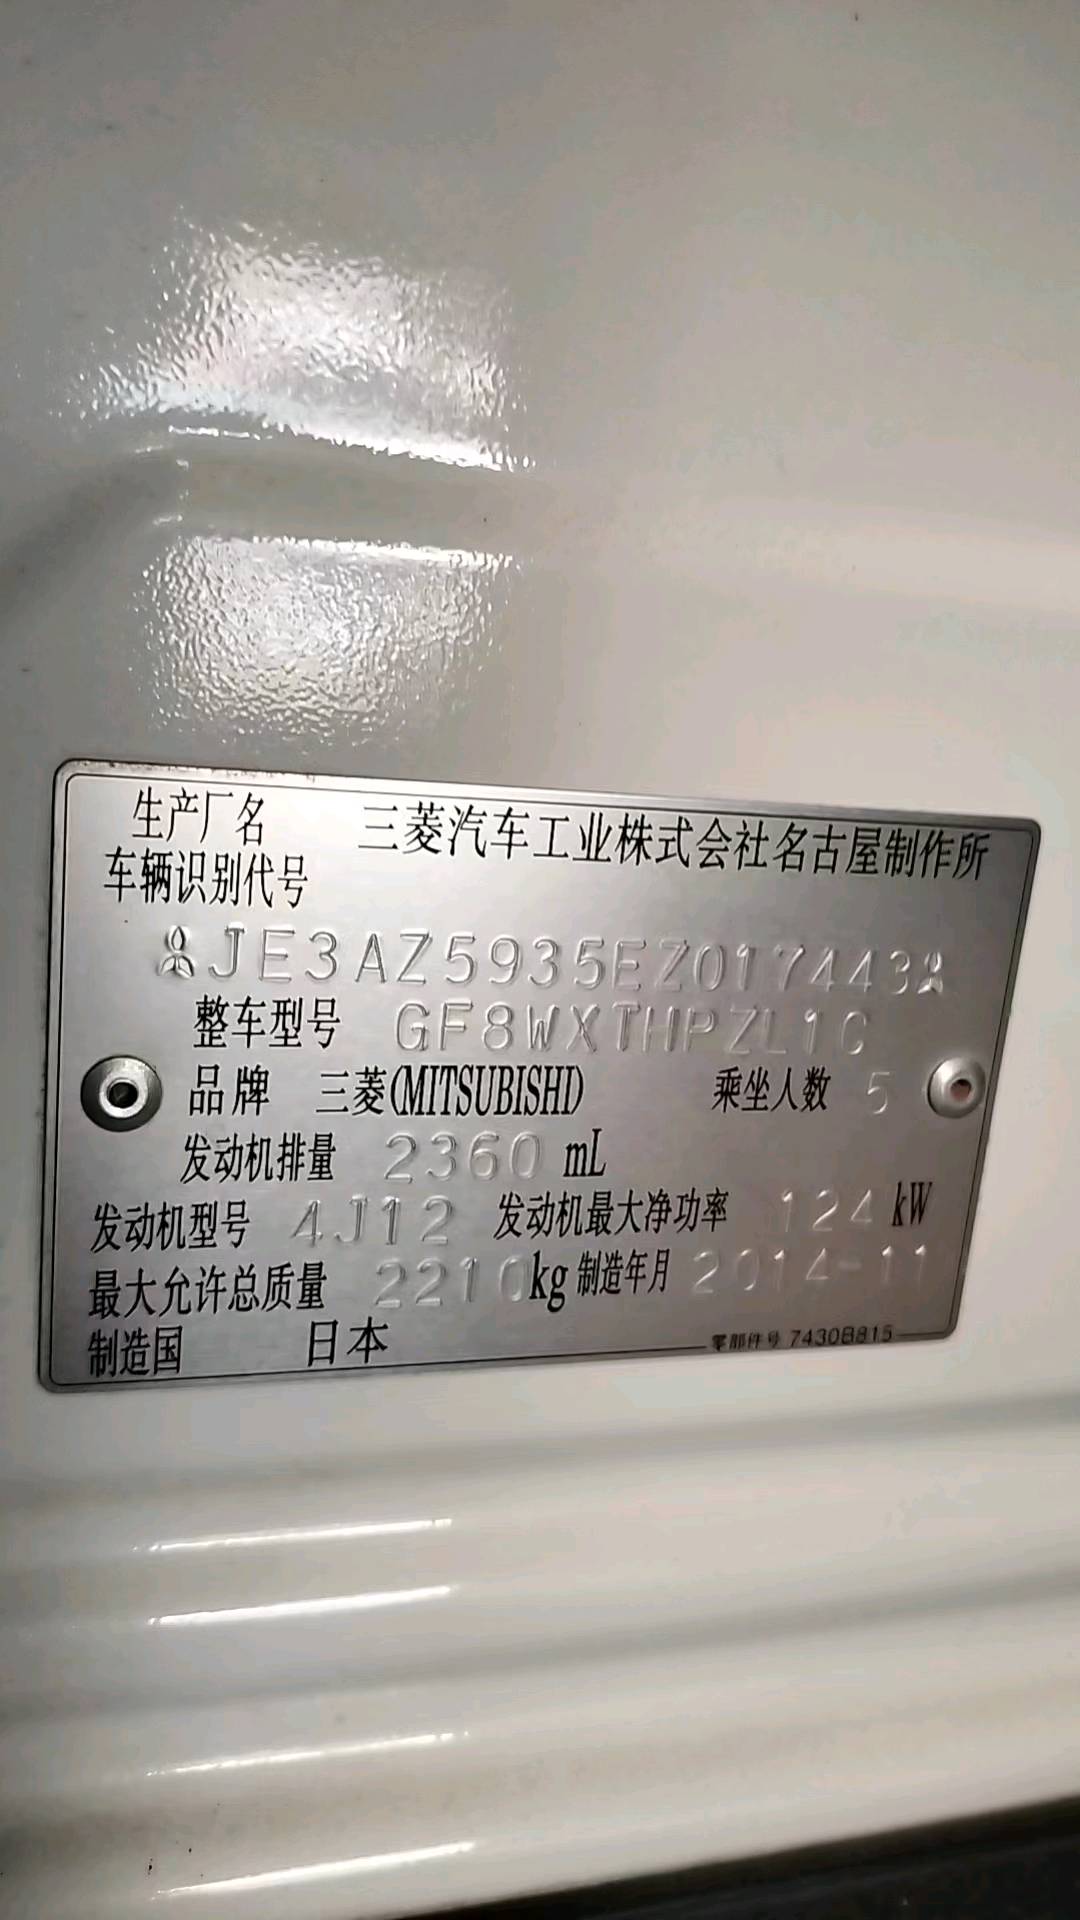 生产厂名 三菱汽车工业株式会社名古屋制作所
车辆识别代号
JE3AZ5935EZ017443
整车型号 GF8WXTHPZL1C
品牌 三菱(MITSUBISHI) 乘坐人数 5
发动机排量 2360 mL
发动机型号 4J12 发动机最大净功率 124 kW
最大允许总质量 2210kg 制造年月 2014-11
制造国 日本 零部件号 7430B815